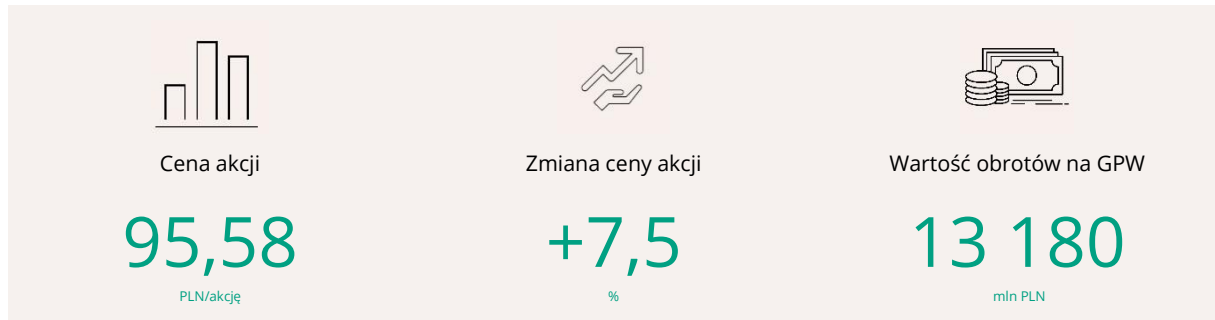 Cena akcji
Zmiana ceny akcji
Wartość obrotów na GPW
95,58
+7,5
13 180
PLN/akcję
%
mln PLN